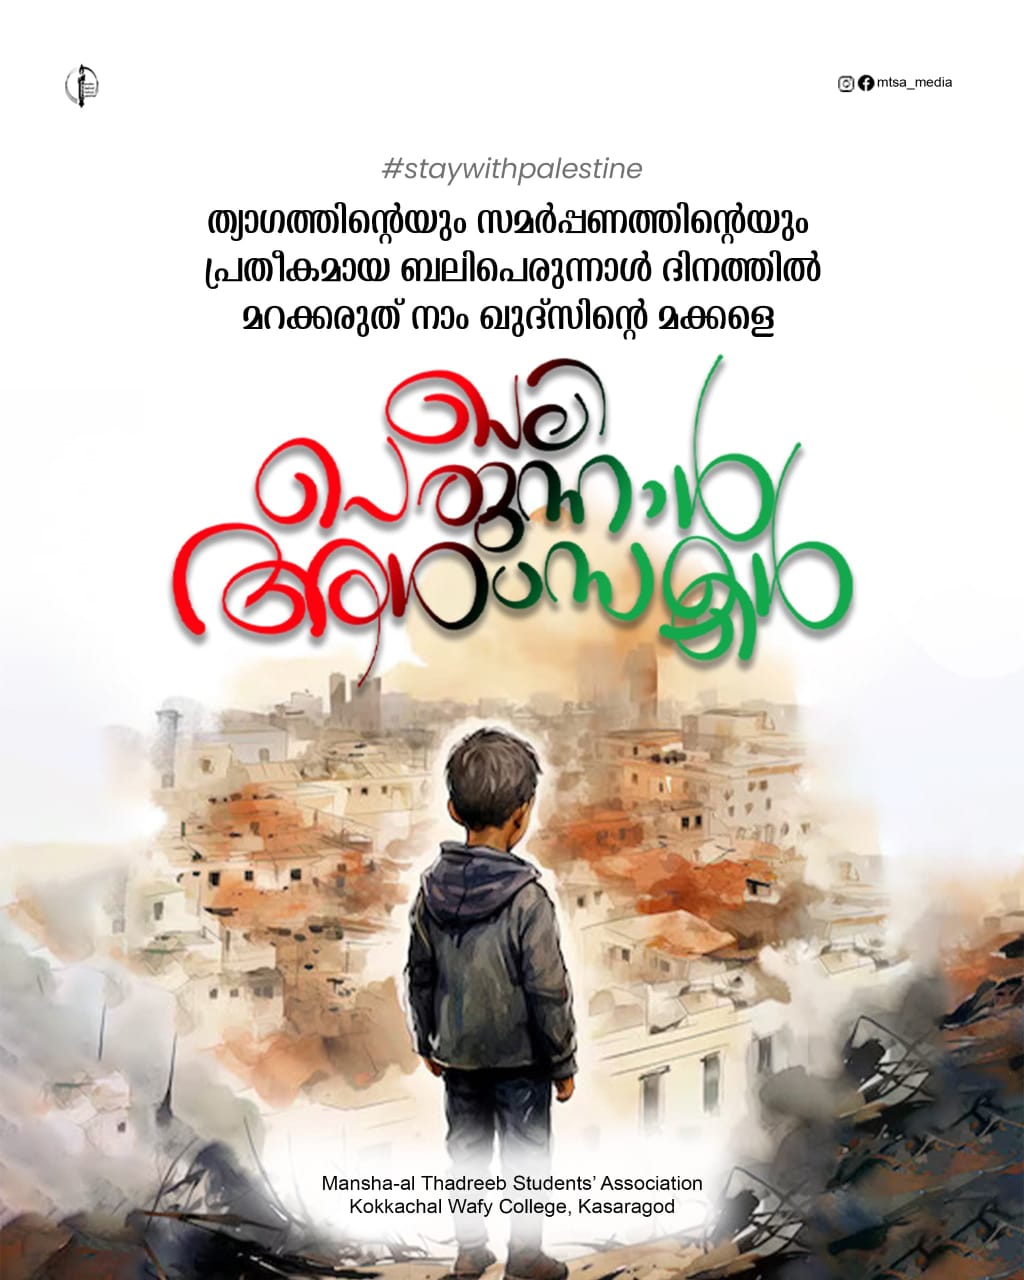 mtsa_media
#staywithpalestine
ത്യാഗത്തിന്റെയും സമർപ്പണത്തിന്റെയും
പ്രതീകമായ ബലിപെരുന്നാൾ ദിനത്തിൽ
മറക്കരുത് നാം ഖുദ്സിന്റെ മക്കളെ
ബലി
പെരുന്നാൾ
ആശംസകൾ
Mansha-al Thadreeb Students’ Association
Kokkachal Wafy College, Kasaragod